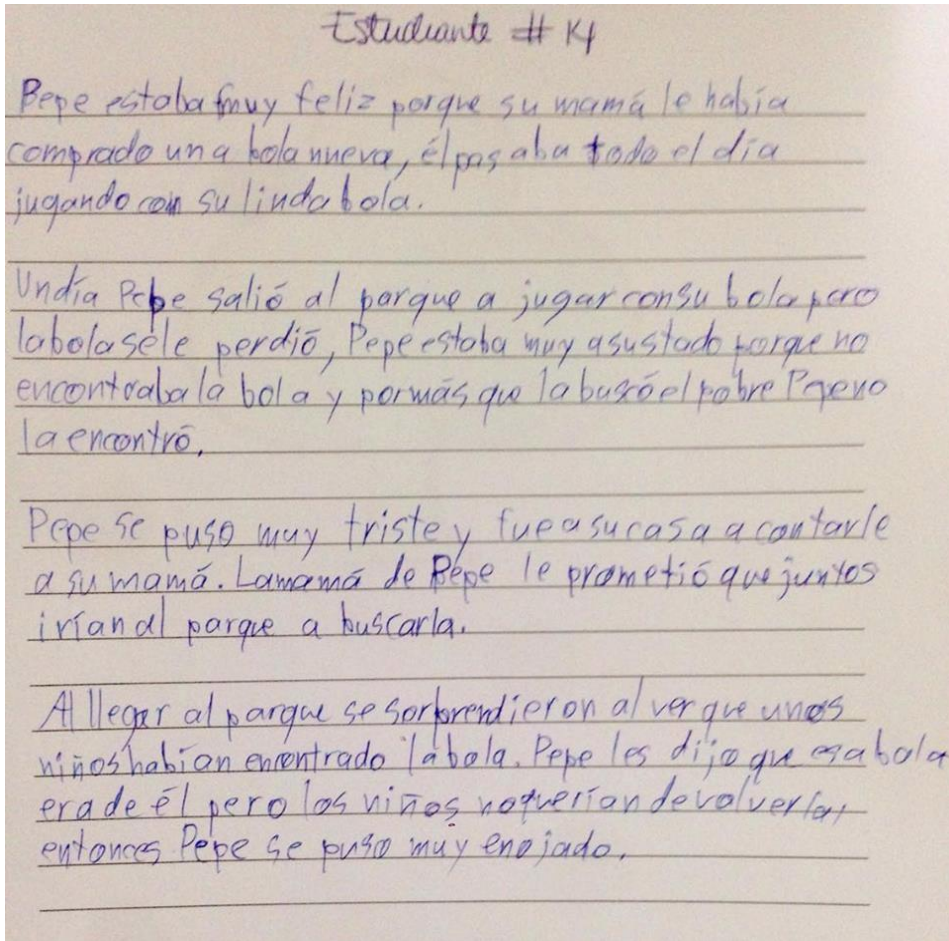 Estudiante # K4
Pepe estaba muy feliz porque su mamá le había
comprado una bola nueva, él pasaba todo el día
jugando con su linda bola.
Un día Pepe salió al parque a jugar con su bola pero
la bola se le perdió, Pepe estaba muy asustado porque no
encontraba la bola y por más que la buscó el pobre Pepe no
la encontró.
Pepe se puso muy triste y fue a su casa a contarle
a su mamá. La mamá de Pepe le prometió que juntos
irían al parque a buscarla.
Al llegar al parque se sorprendieron al ver que unos
niños habían encontrado la bola. Pepe les dijo que esa bola
era de él pero los niños no querían devolverla,
entonces Pepe se puso muy enojado.